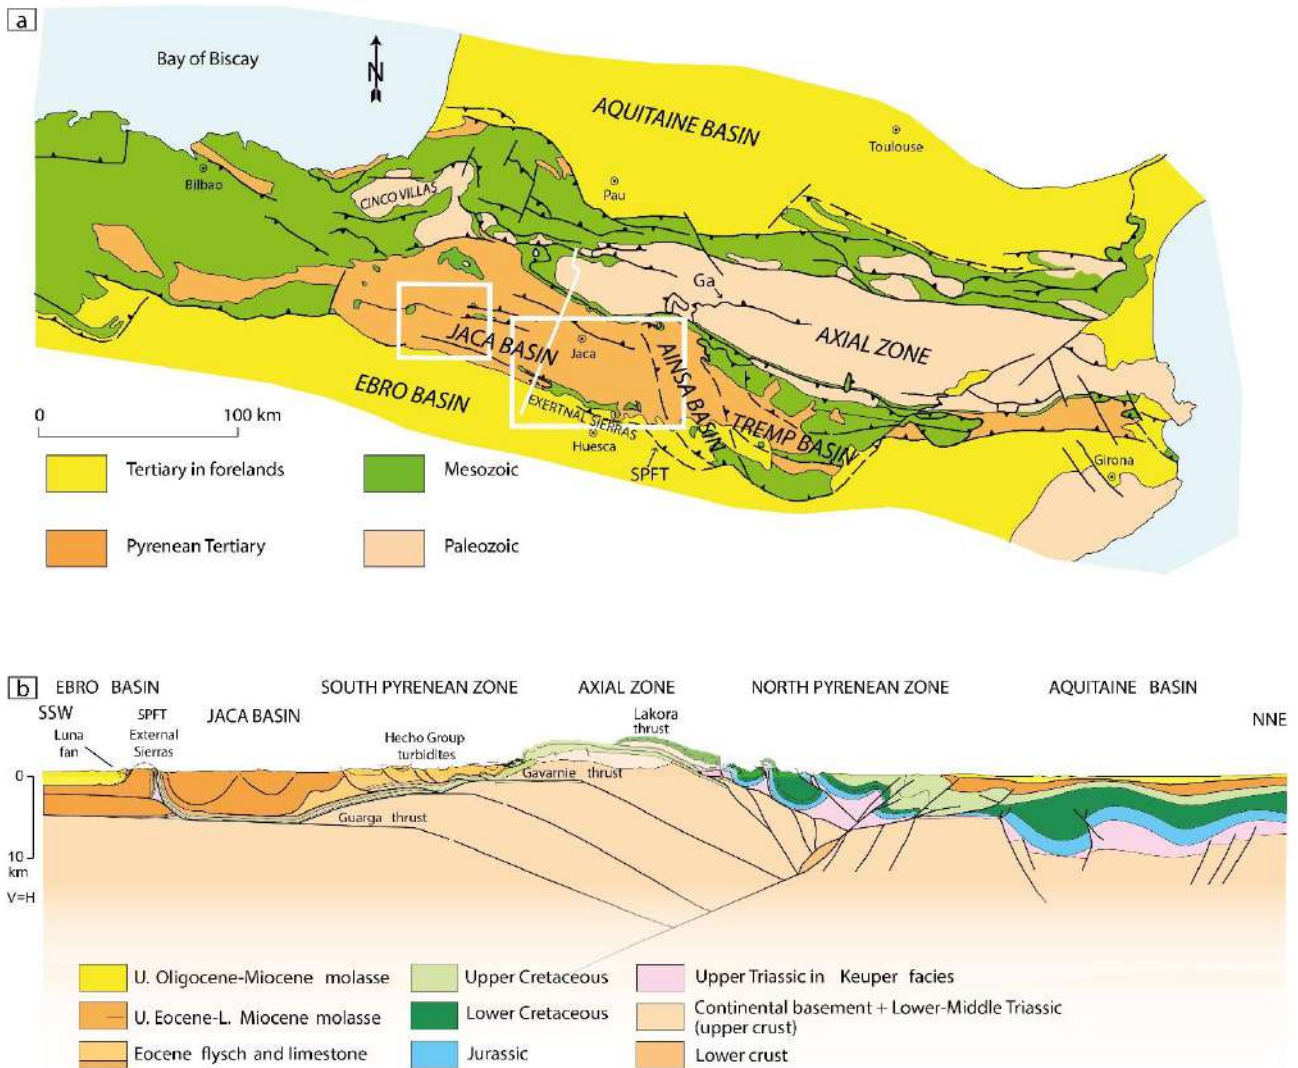 a
Bay of Biscay
N
AQUITAINE BASIN
Toulouse
Bilbao
CINCO VILLAS
Pau
Ga
AXIAL ZONE
JACA BASIN
Jaca
AINSA BASIN
EBRO BASIN
EXERTNAL SIERRAS
TREMP BASIN
0 100 km
Huesca
SPFT
Girona
Tertiary in forelands
Mesozoic
Pyrenean Tertiary
Paleozoic
b EBRO BASIN SOUTH PYRENEAN ZONE AXIAL ZONE NORTH PYRENEAN ZONE AQUITAINE BASIN
SSW SPFT JACA BASIN Lakora NNE
Luna External thrust
fan Sierras Hecho Group
turbidites
0
Gavarnie thrust
Guarga thrust
10
km
V=H
U. Oligocene-Miocene molasse
Upper Cretaceous
Upper Triassic in Keuper facies
U. Eocene-L. Miocene molasse
Lower Cretaceous
Continental basement + Lower-Middle Triassic
(upper crust)
Eocene flysch and limestone
Jurassic
Lower crust